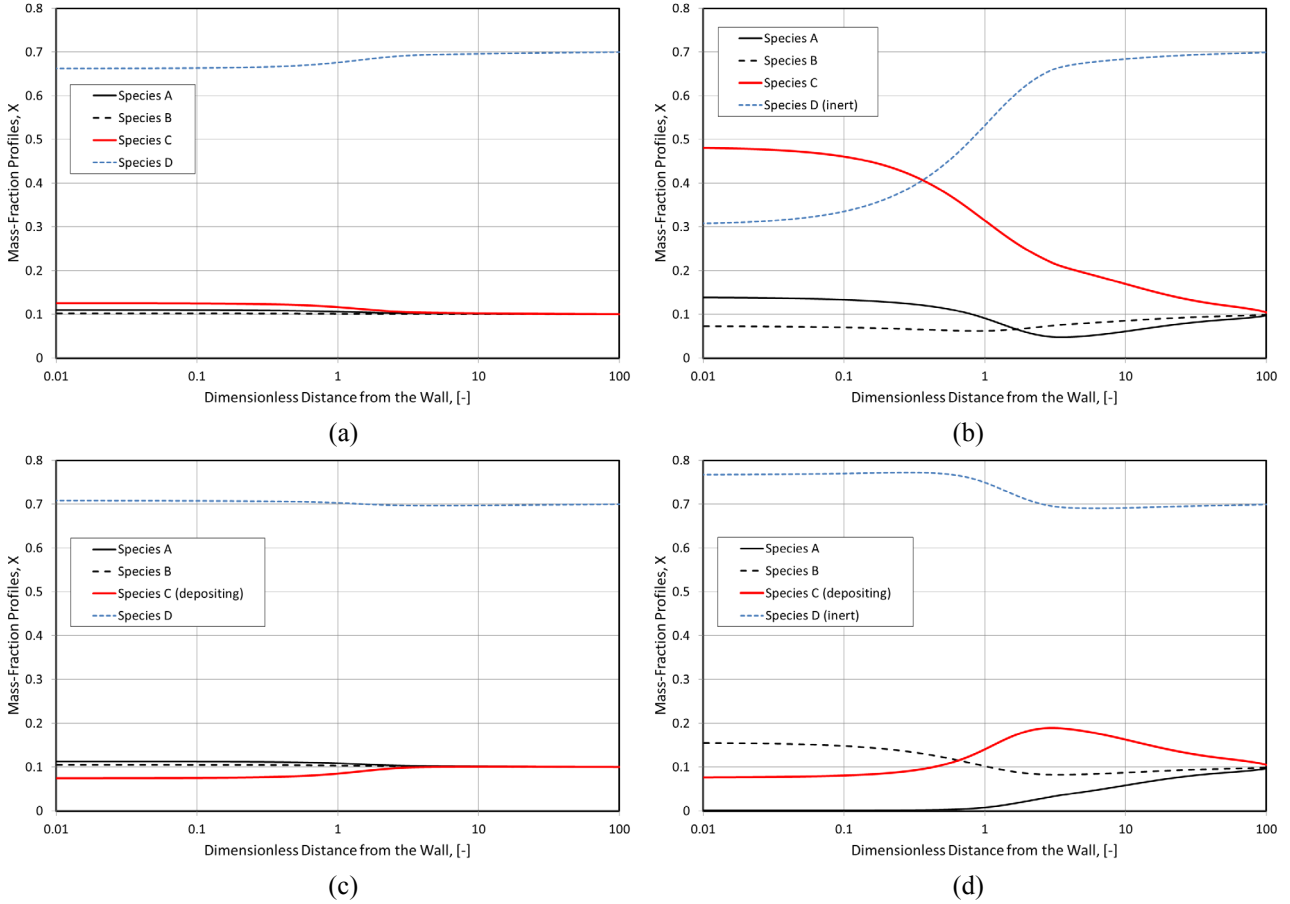 0.8
0.7
0.6
0.5
0.4
0.3
0.2
0.1
0
Mass-Fraction Profiles, X
Species A
Species B
Species C
Species D
0.01 0.1 1 10 100
Dimensionless Distance from the Wall, [-]
(a)
0.8
0.7
0.6
0.5
0.4
0.3
0.2
0.1
0
Mass-Fraction Profiles, X
Species A
Species B
Species C
Species D (inert)
0.01 0.1 1 10 100
Dimensionless Distance from the Wall, [-]
(b)
0.8
0.7
0.6
0.5
0.4
0.3
0.2
0.1
0
Mass-Fraction Profiles, X
Species A
Species B
Species C (depositing)
Species D
0.01 0.1 1 10 100
Dimensionless Distance from the Wall, [-]
(c)
0.8
0.7
0.6
0.5
0.4
0.3
0.2
0.1
0
Mass-Fraction Profiles, X
Species A
Species B
Species C (depositing)
Species D (inert)
0.01 0.1 1 10 100
Dimensionless Distance from the Wall, [-]
(d)